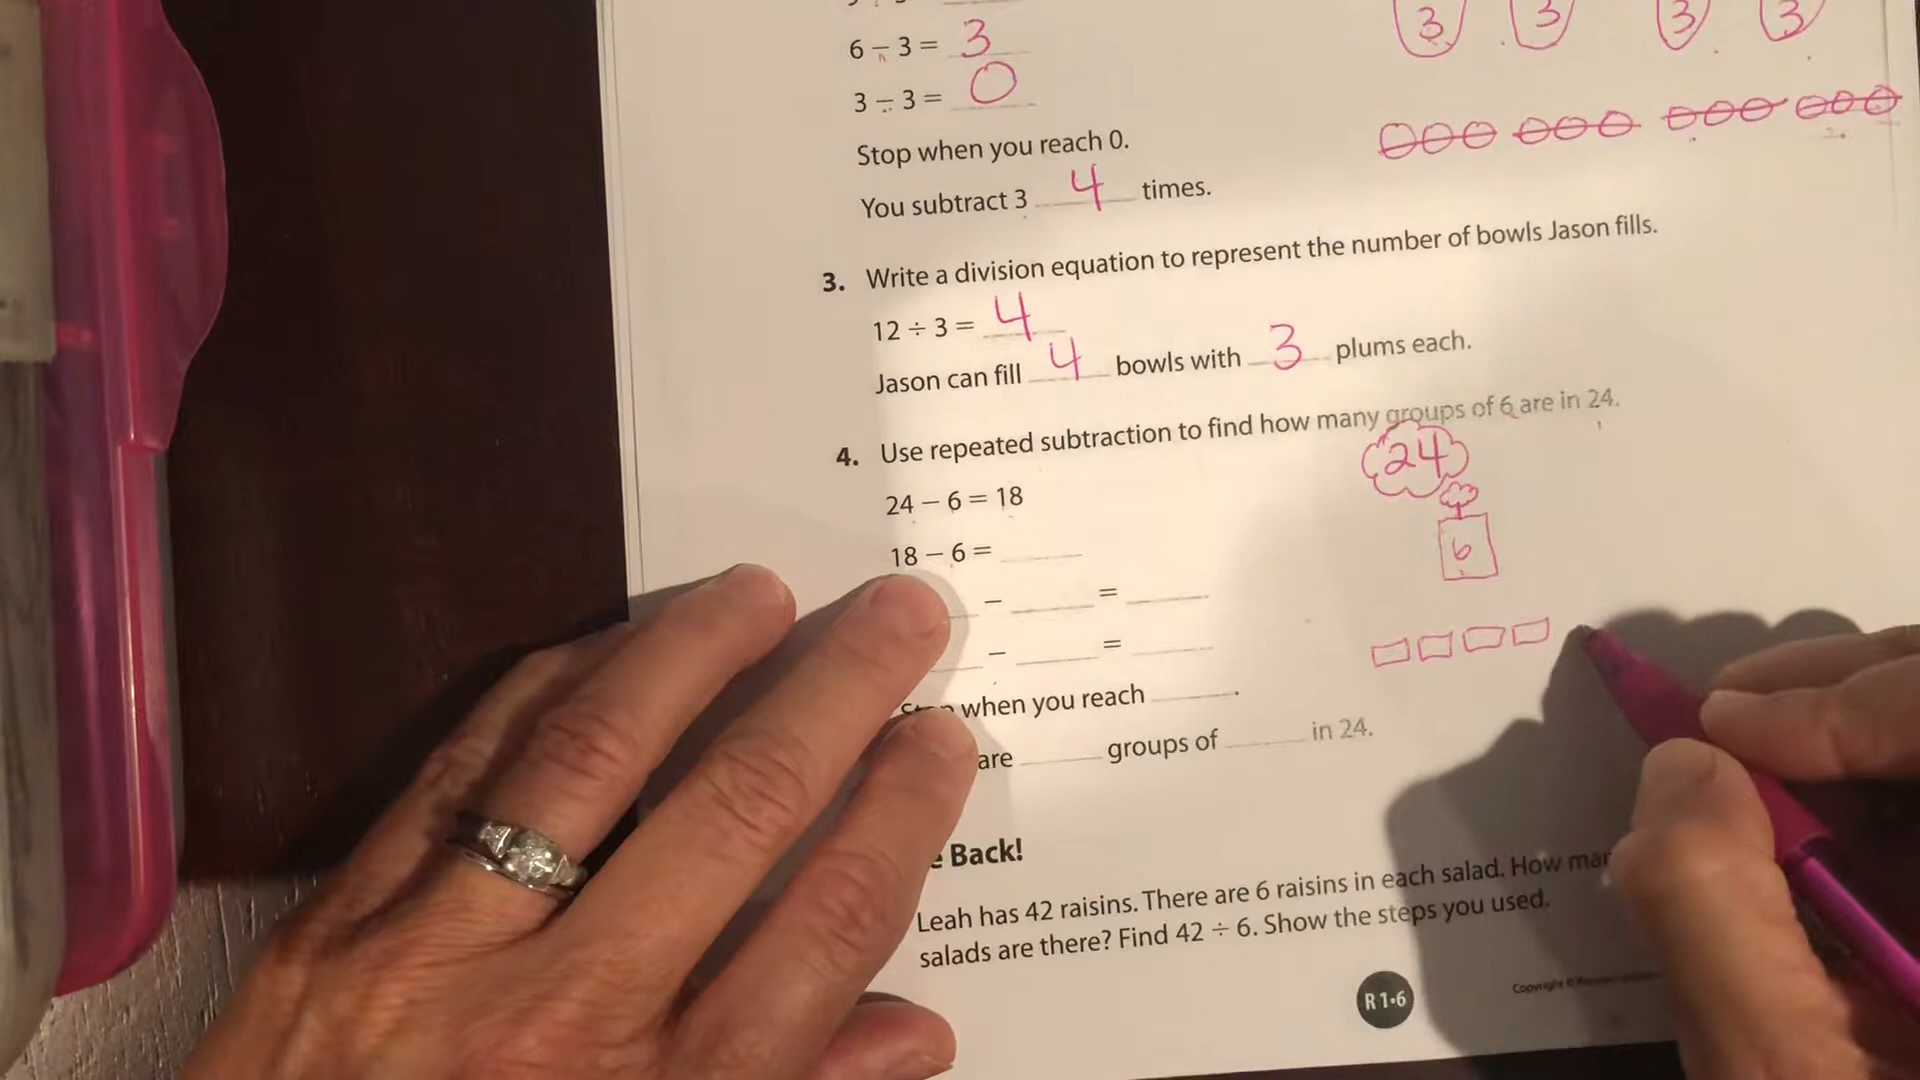 3 3 3 3
6 − 3 = 3
3 − 3 = 0
Stop when you reach 0.
You subtract 3 4 times.
3. Write a division equation to represent the number of bowls Jason fills.
12 ÷ 3 = 4
Jason can fill 4 bowls with 3 plums each.
4. Use repeated subtraction to find how many groups of 6 are in 24.
24
24 − 6 = 18
6
18 − 6 =
− =
− =
when you reach .
are groups of in 24.
Back!
Leah has 42 raisins. There are 6 raisins in each salad. How
salads are there? Find 42 ÷ 6. Show the steps you used.
R 1•6
Copyright ©